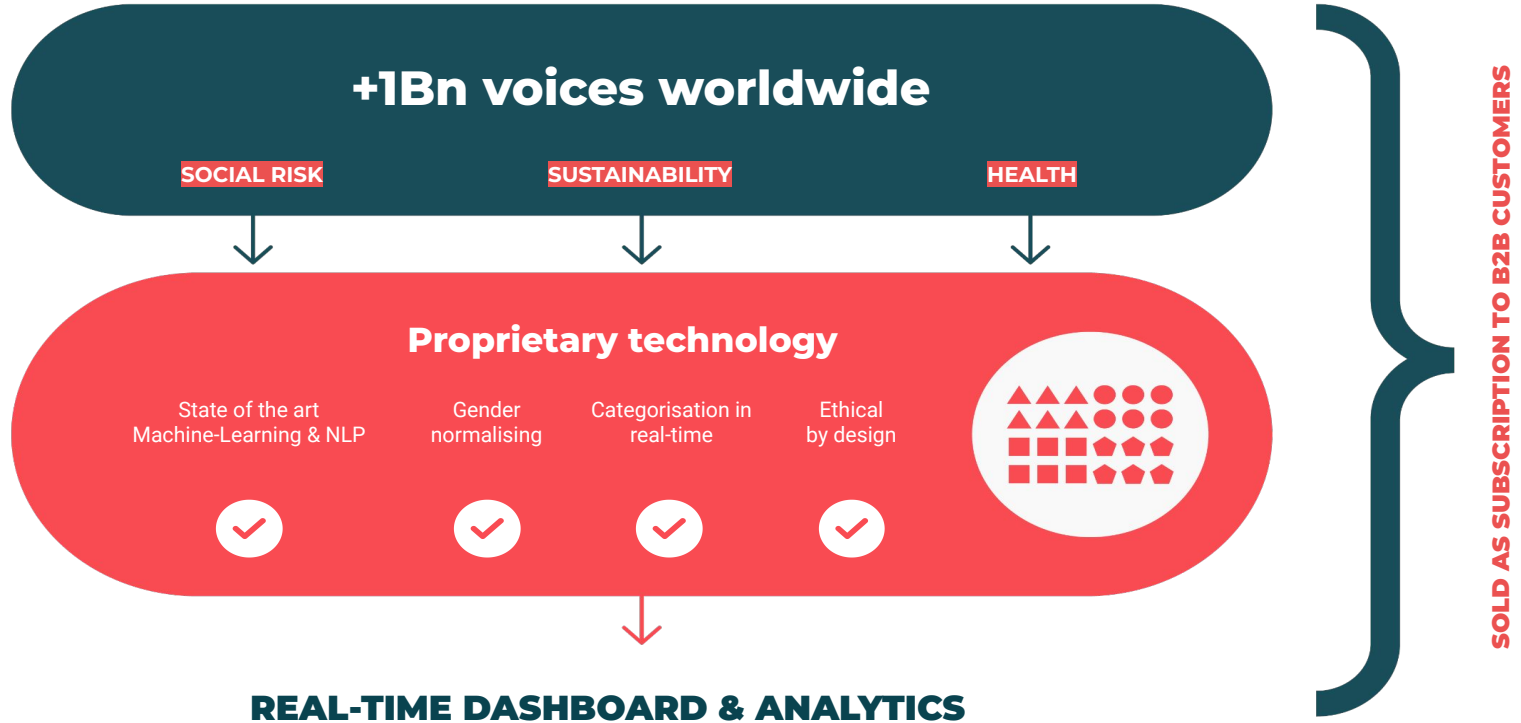 +1Bn voices worldwide
SOCIAL RISK
SUSTAINABILITY
HEALTH
Proprietary technology
State of the art
Machine-Learning & NLP
Gender
normalising
Categorisation in
real-time
Ethical
by design
REAL-TIME DASHBOARD & ANALYTICS
SOLD AS SUBSCRIPTION TO B2B CUSTOMERS